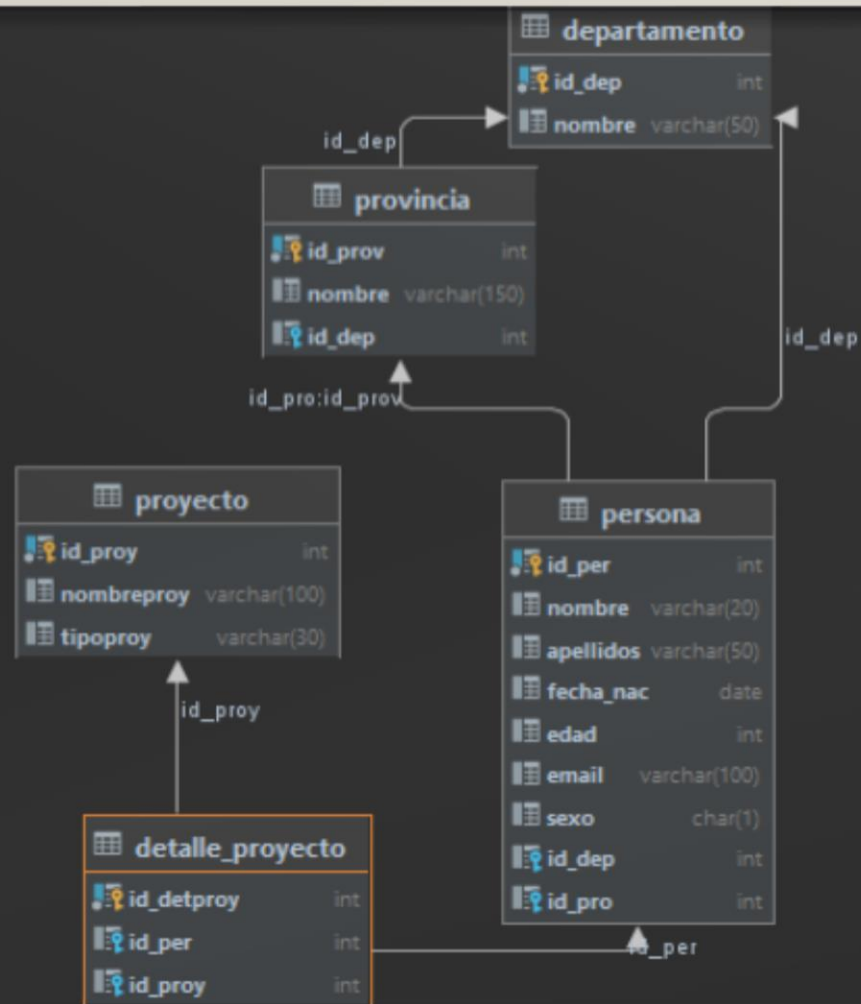 departamento
id_dep int
nombre varchar(50)
id_dep
provincia
id_prov int
nombre varchar(150)
id_dep int
id_dep
id_pro:id_prov
proyecto
id_proy int
nombreproy varchar(100)
tipoproy varchar(30)
id_proy
persona
id_per int
nombre varchar(20)
apellidos varchar(50)
fecha_nac date
edad int
email varchar(100)
sexo char(1)
id_dep int
id_pro int
id_per
detalle_proyecto
id_detproy int
id_per int
id_proy int